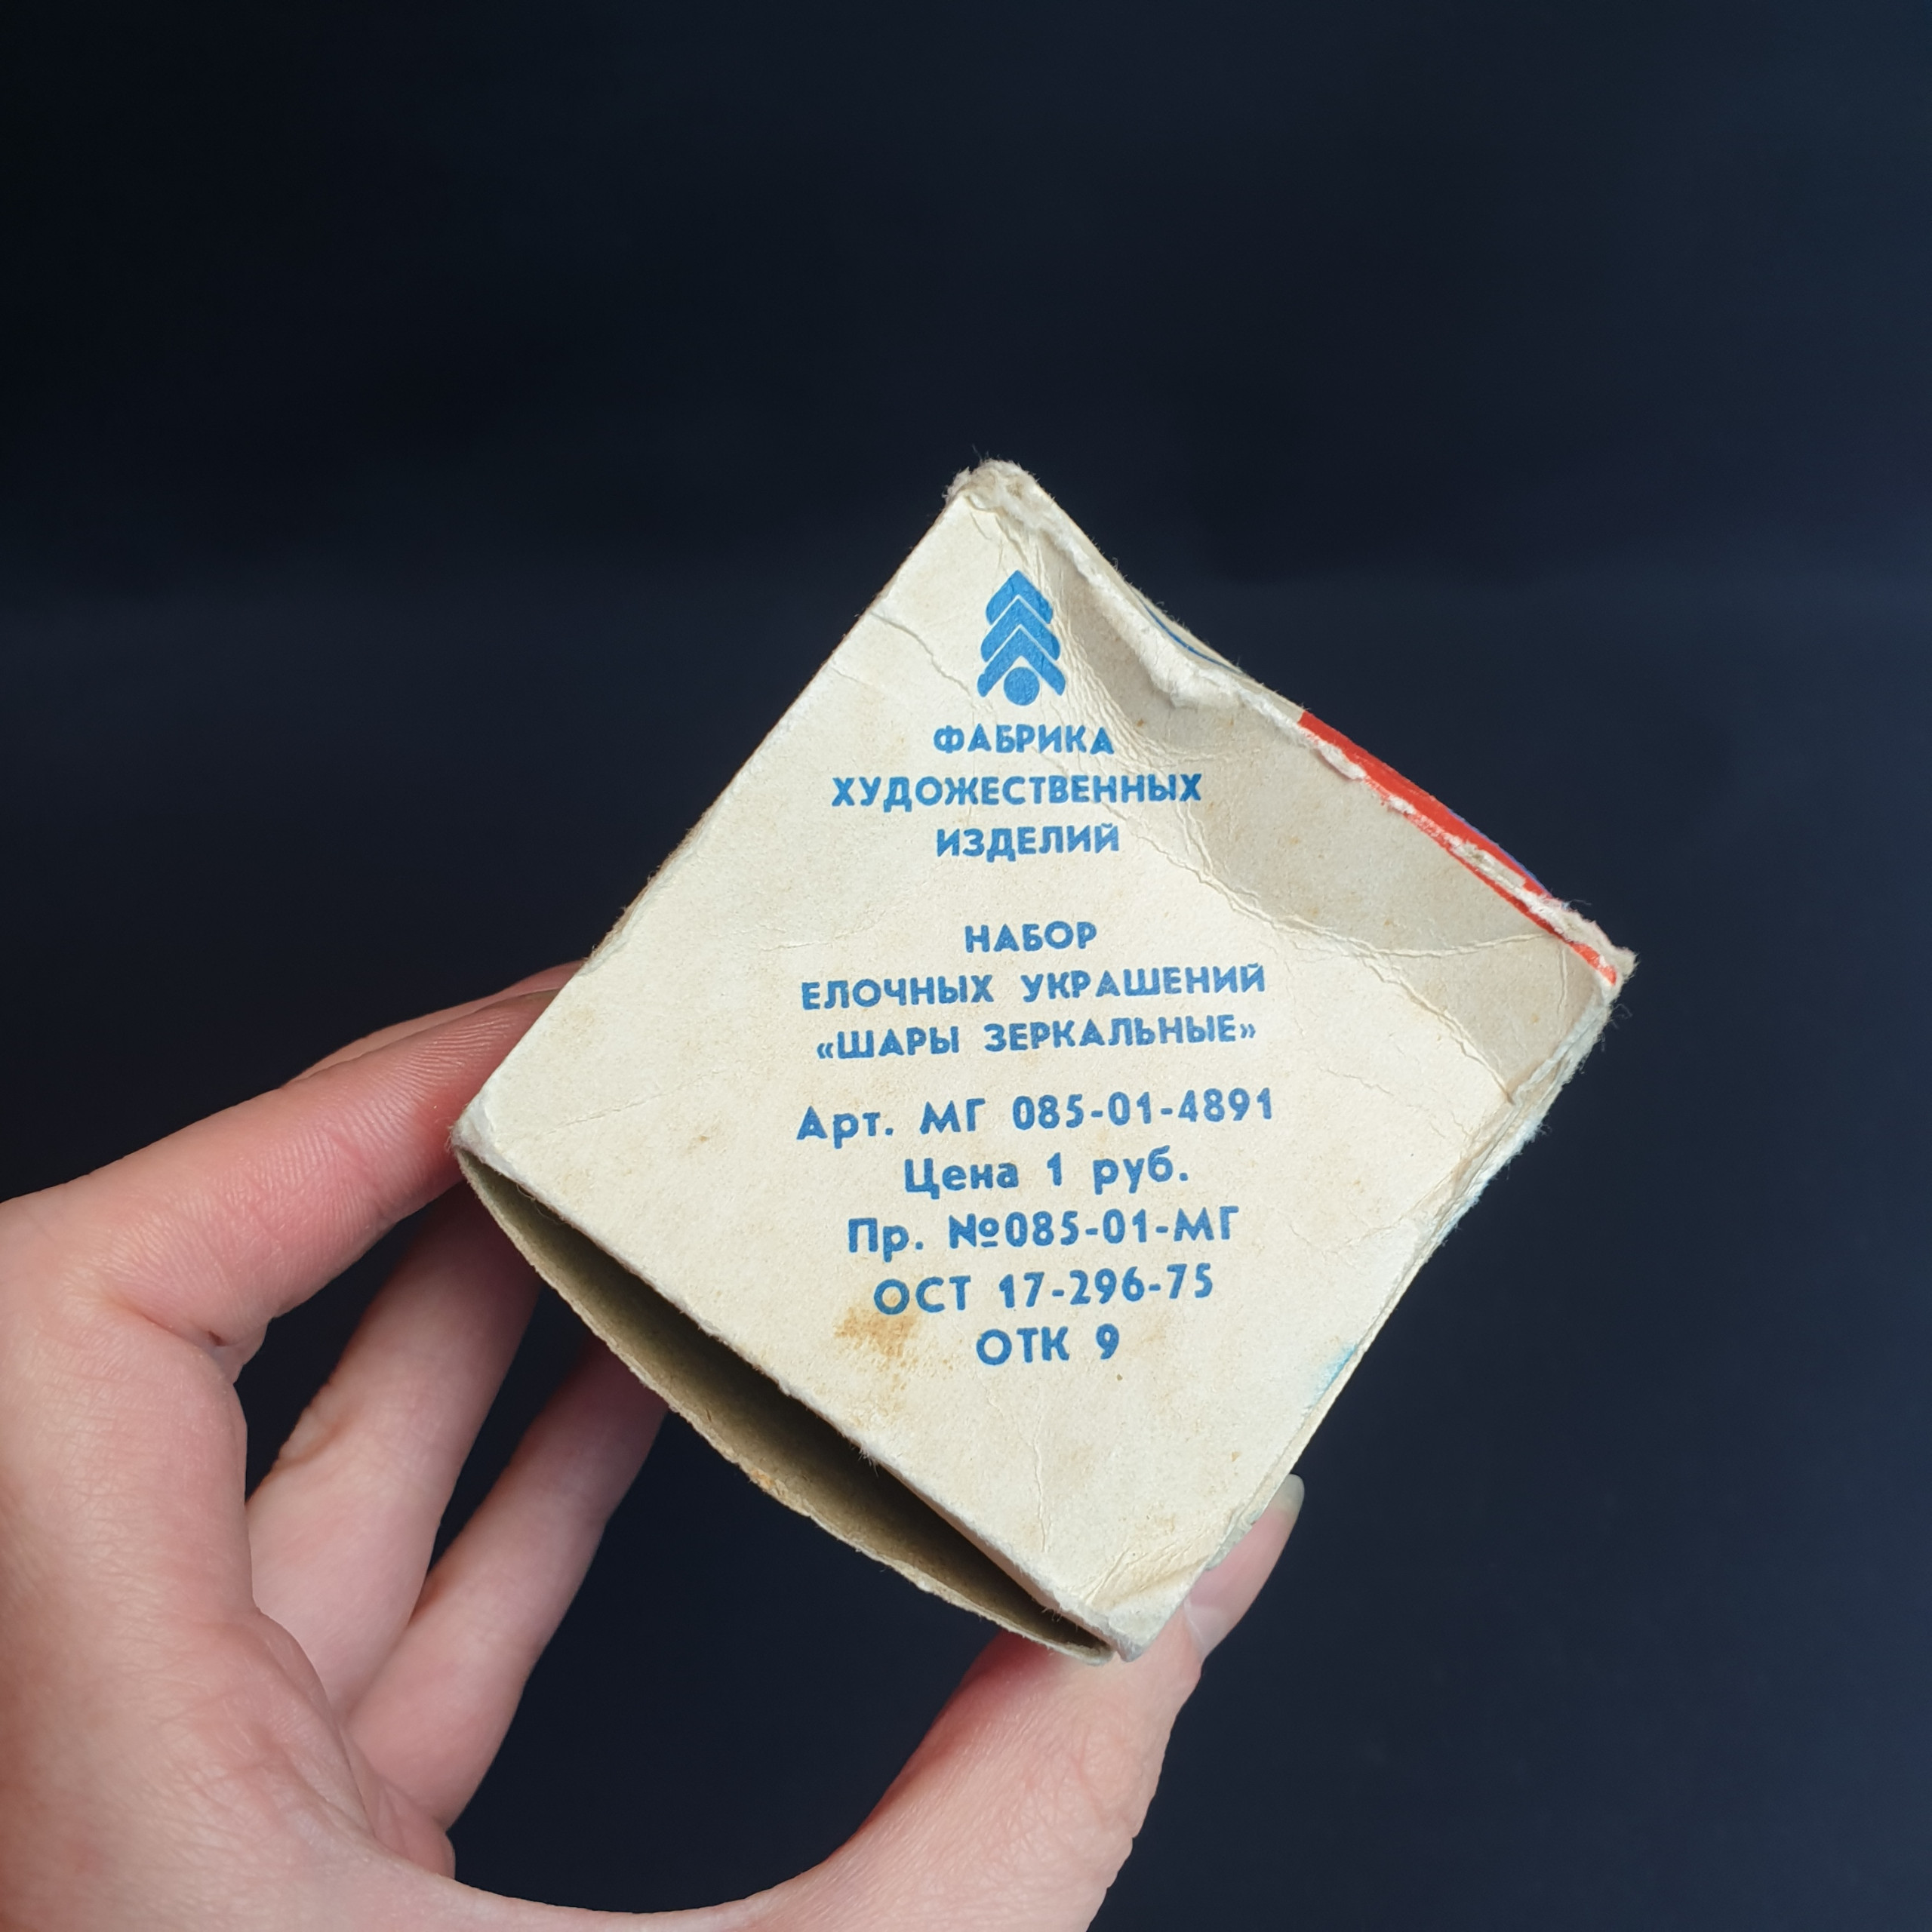 ФАБРИКА
ХУДОЖЕСТВЕННЫХ
ИЗДЕЛИЙ
НАБОР
ЕЛОЧНЫХ УКРАШЕНИЙ
«ШАРЫ ЗЕРКАЛЬНЫЕ»
Арт. МГ 085-01-4891
Цена 1 руб.
Пр. №085-01-МГ
ОСТ 17-296-75
ОТК 9